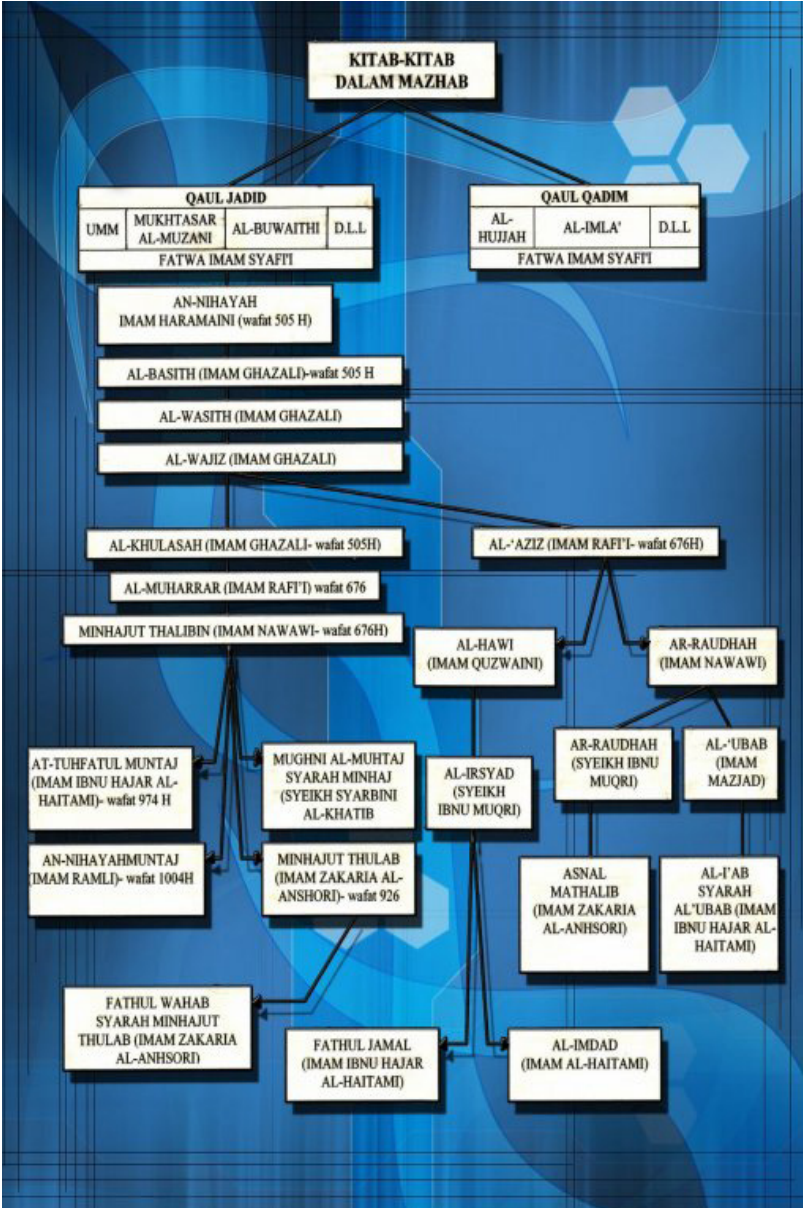 KITAB-KITAB
DALAM MAZHAB
QAUL JADID
UMM
MUKHTASAR
AL-MUZANI
AL-BUWAITHI
D.L.L
FATWA IMAM SYAFI'I
QAUL QADIM
AL-
HUJJAH
AL-IMLA'
D.L.L
FATWA IMAM SYAFI'I
AN-NIHAYAH
IMAM HARAMAINI (wafat 505 H)
AL-BASITH (IMAM GHAZALI)-wafat 505 H
AL-WASITH (IMAM GHAZALI)
AL-WAJIZ (IMAM GHAZALI)
AL-KHULASAH (IMAM GHAZALI- wafat 505H)
AL-'AZIZ (IMAM RAFI'I- wafat 676H)
AL-MUHARRAR (IMAM RAFI'I) wafat 676
MINHAJUT THALIBIN (IMAM NAWAWI- wafat 676H)
AL-HAWI
(IMAM QUZWAINI)
AR-RAUDHAH
(IMAM NAWAWI)
AT-TUHFATUL MUNTAJ
(IMAM IBNU HAJAR AL-
HAITAMI)- wafat 974 H
MUGHNI AL-MUHTAJ
SYARAH MINHAJ
(SYEIKH SYARBINI
AL-KHATIB
AL-IRSYAD
(SYEIKH
IBNU MUQRI)
AR-RAUDHAH
(SYEIKH IBNU
MUQRI)
AL-'UBAB
(IMAM
MAZJAD)
AN-NIHAYAHMUNTAJ
(IMAM RAMLI)- wafat 1004H
MINHAJUT THULAB
(IMAM ZAKARIA AL-
ANSHORI)- wafat 926
ASNAL
MATHALIB
(IMAM ZAKARIA
AL-ANHSORI)
AL-I'AB
SYARAH
AL'UBAB (IMAM
IBNU HAJAR AL-
HAITAMI)
FATHUL WAHAB
SYARAH MINHAJUT
THULAB (IMAM ZAKARIA
AL-ANHSORI)
FATHUL JAMAL
(IMAM IBNU HAJAR
AL-HAITAMI)
AL-IMDAD
(IMAM AL-HAITAMI)